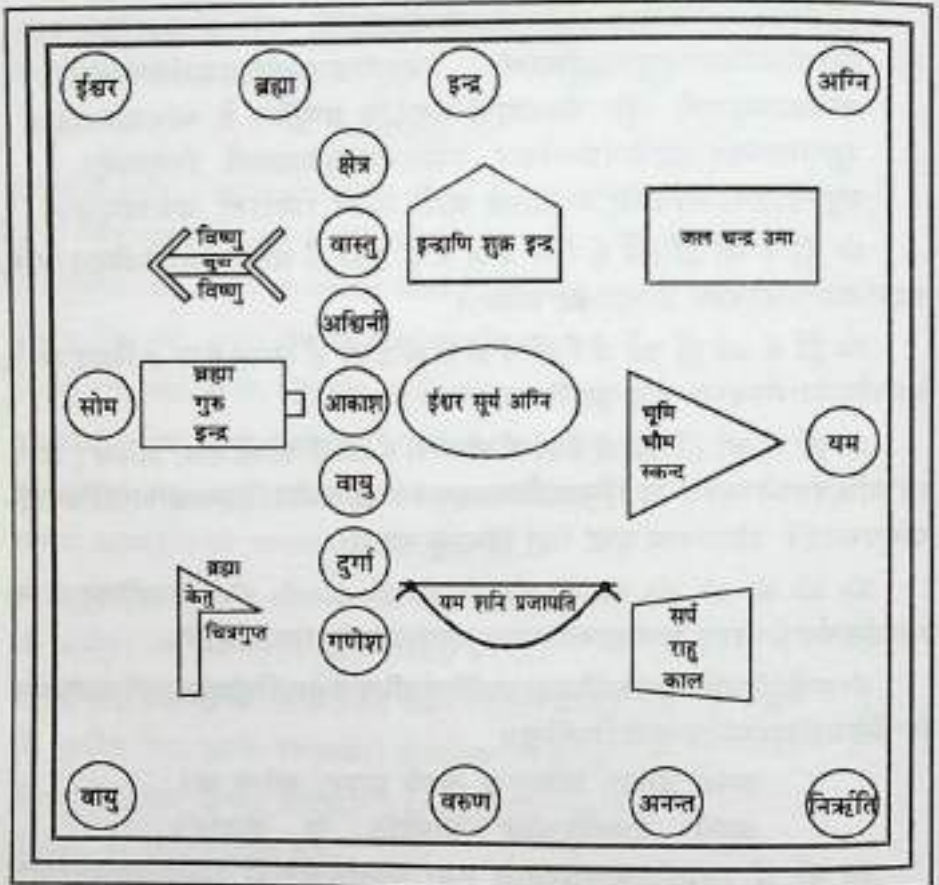 ईश्वर
ब्रह्मा
इन्द्र
अग्नि
क्षेत्र
विष्णु
बुध
विष्णु
वास्तु
इन्द्राणि शुक्र इन्द्र
जल चन्द्र उमा
अश्विनी
सोम
ब्रह्मा
गुरु
इन्द्र
आकाश
ईश्वर सूर्य अग्नि
भूमि
भौम
स्कन्द
यम
वायु
दुर्गा
ब्रह्मा
केतु
चित्रगुप्त
गणेश
यम शनि प्रजापति
सर्प
राहु
काल
वायु
वरुण
अनन्त
निर्ऋति